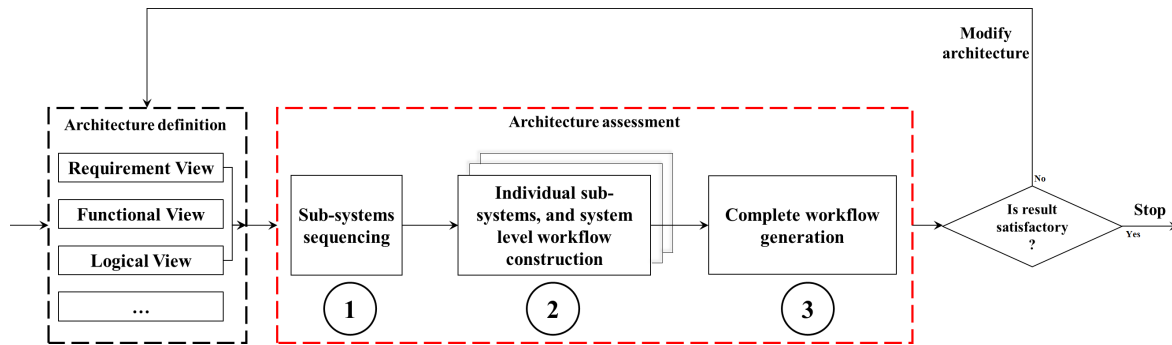 Modify
architecture
Architecture definition
Requirement View
Functional View
Logical View
...
Architecture assessment
Sub-systems
sequencing
1
Individual sub-
systems, and system
level workflow
construction
2
Complete workflow
generation
3
No
Is result
satisfactory
?
Stop
Yes